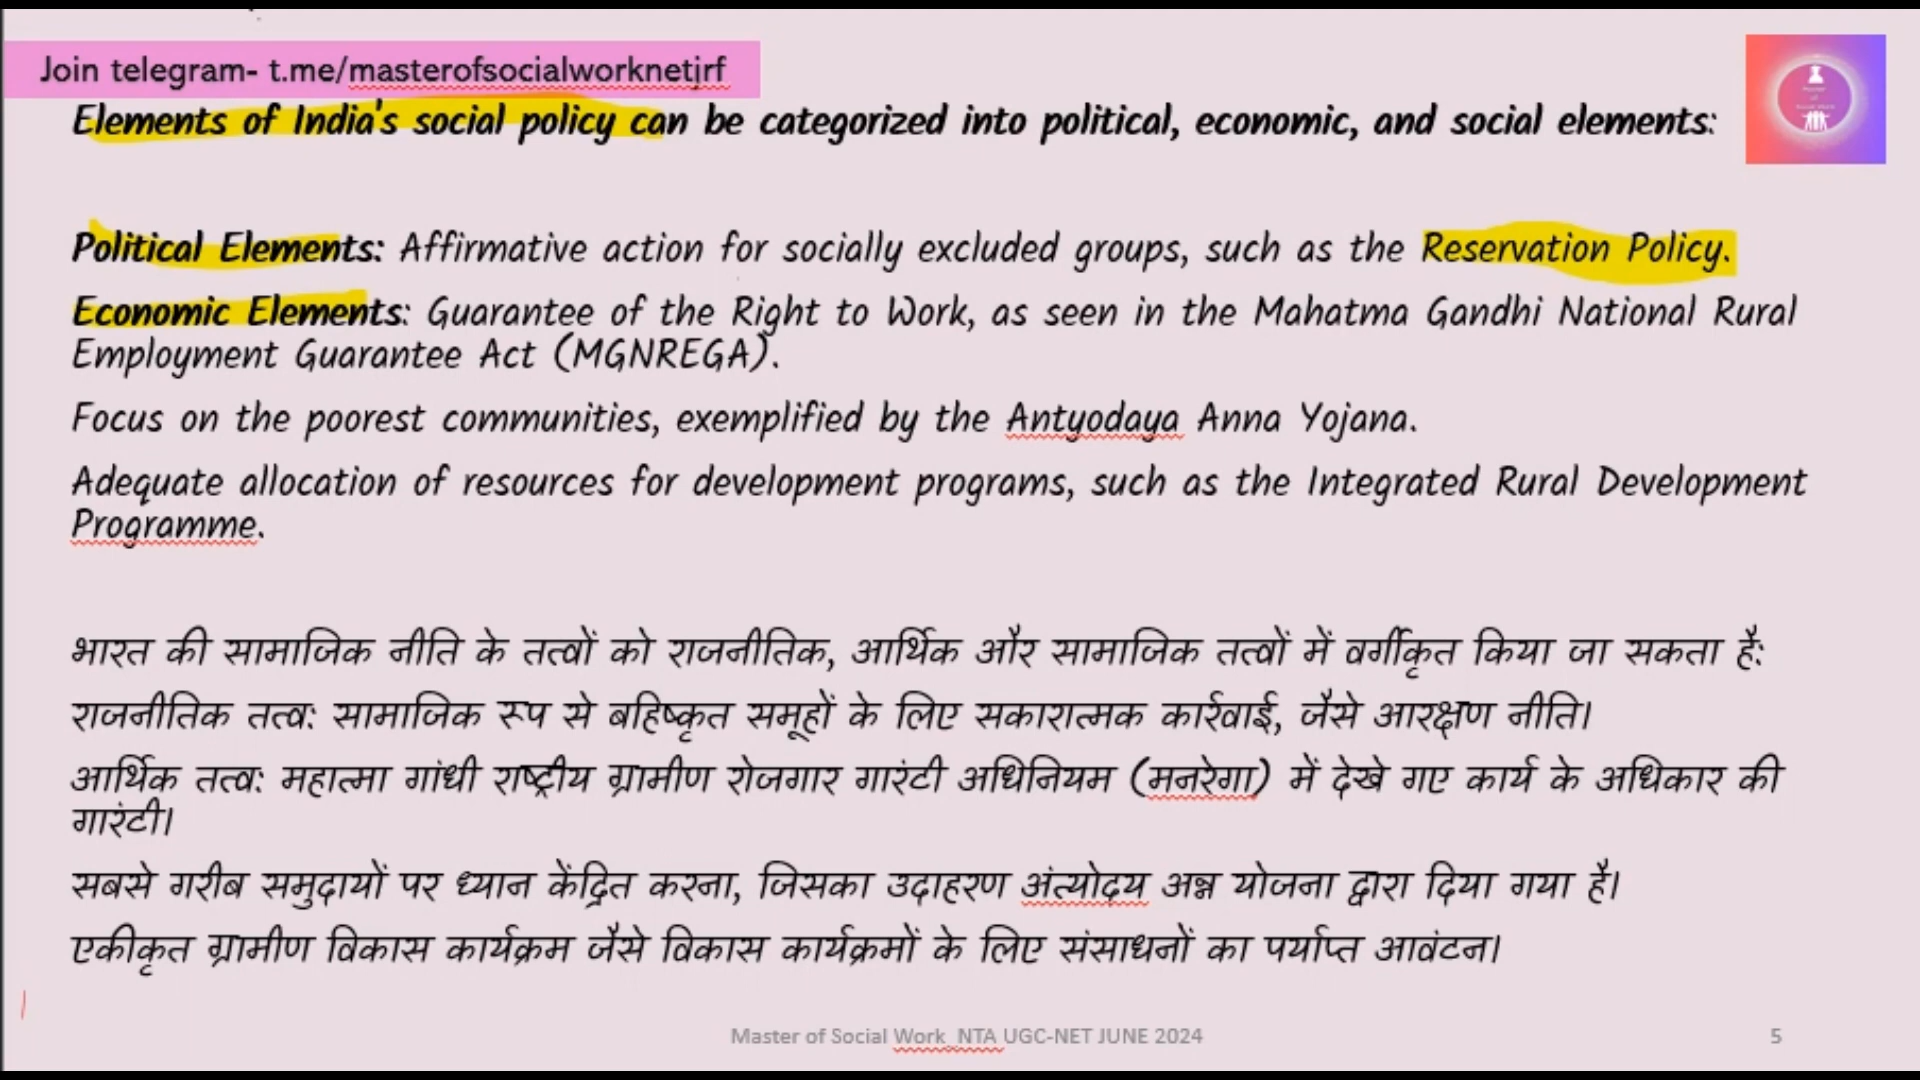 Join telegram- t.me/masterofsocialworknetjrf
Elements of India's social policy can be categorized into political, economic, and social elements:
Political Elements: Affirmative action for socially excluded groups, such as the Reservation Policy.
Economic Elements: Guarantee of the Right to Work, as seen in the Mahatma Gandhi National Rural
Employment Guarantee Act (MGNREGA).
Focus on the poorest communities, exemplified by the Antyodaya Anna Yojana.
Adequate allocation of resources for development programs, such as the Integrated Rural Development
Programme.
भारत की सामाजिक नीति के तत्वों को राजनीतिक, आर्थिक और सामाजिक तत्वों में वर्गीकृत किया जा सकता है:
राजनीतिक तत्व: सामाजिक रूप से बहिष्कृत समूहों के लिए सकारात्मक कार्रवाई, जैसे आरक्षण नीति।
आर्थिक तत्व: महात्मा गांधी राष्ट्रीय ग्रामीण रोजगार गारंटी अधिनियम (मनरेगा) में देखे गए कार्य के अधिकार की
गारंटी।
सबसे गरीब समुदायों पर ध्यान केंद्रित करना, जिसका उदाहरण अंत्योदय अन्न योजना द्वारा दिया गया है।
एकीकृत ग्रामीण विकास कार्यक्रम जैसे विकास कार्यक्रमों के लिए संसाधनों का पर्याप्त आवंटन।
Master of Social Work_NTA UGC-NET JUNE 2024
5